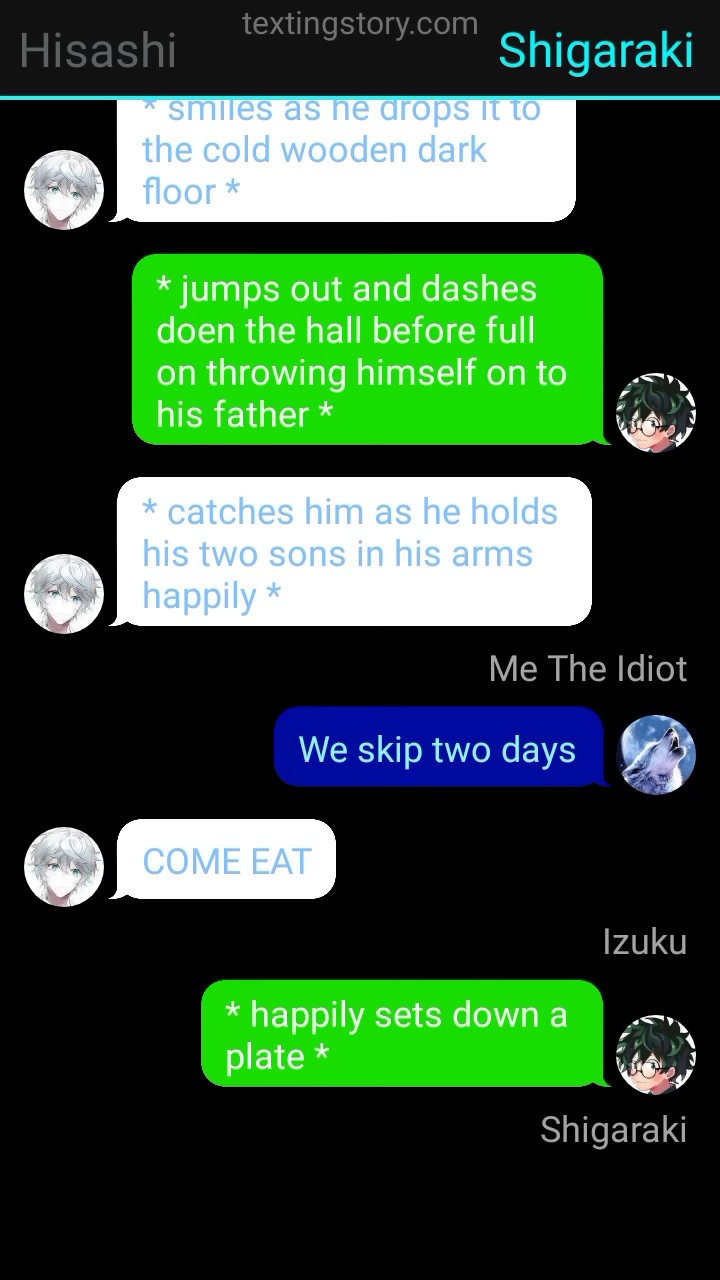 textingstory.com
Hisashi
Shigaraki
* smiles as he drops it to
the cold wooden dark
floor *
* jumps out and dashes
doen the hall before full
on throwing himself on to
his father *
* catches him as he holds
his two sons in his arms
happily *
Me The Idiot
We skip two days
COME EAT
Izuku
* happily sets down a
plate *
Shigaraki